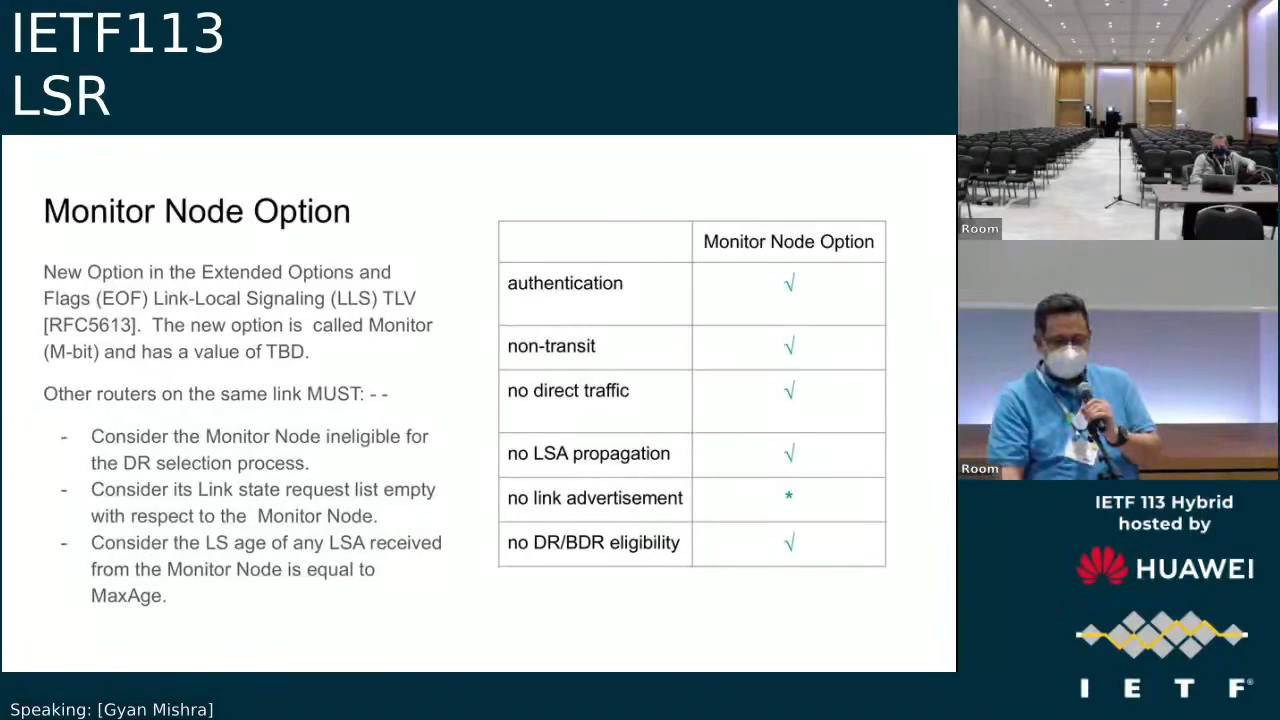 IETF113
LSR
Monitor Node Option
New Option in the Extended Options and
Flags (EOF) Link-Local Signaling (LLS) TLV
[RFC5613].  The new option is  called Monitor
(M-bit) and has a value of TBD.
Other routers on the same link MUST: - -
- Consider the Monitor Node ineligible for
the DR selection process.
- Consider its Link state request list empty
with respect to the  Monitor Node.
- Consider the LS age of any LSA received
from the Monitor Node is equal to
MaxAge.
Monitor Node Option
authentication √
non-transit √
no direct traffic √
no LSA propagation √
no link advertisement *
no DR/BDR eligibility √
Room
Room
IETF 113 Hybrid
hosted by
HUAWEI
I E T F®
Speaking: [Gyan Mishra]